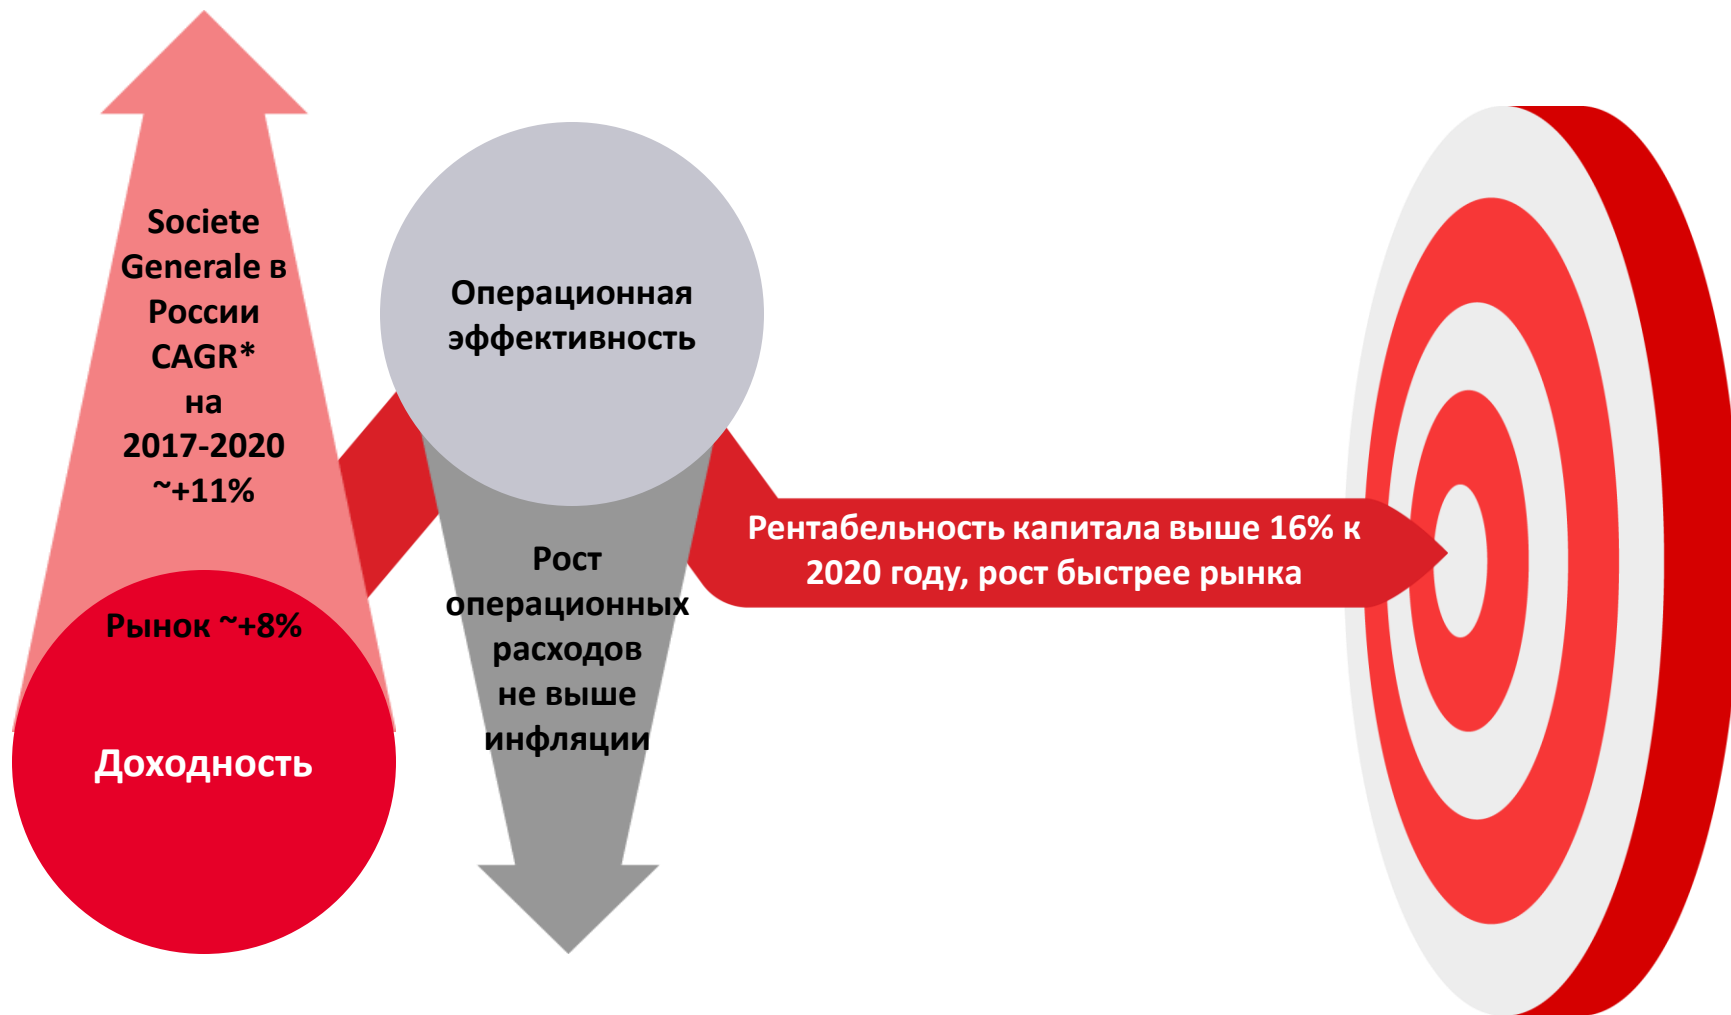 Societe
Generale в
России
CAGR*
на
2017-2020
~+11%
Рынок ~+8%
Доходность
Операционная
эффективность
Рост
операционных
расходов
не выше
инфляции
Рентабельность капитала выше 16% к
2020 году, рост быстрее рынка